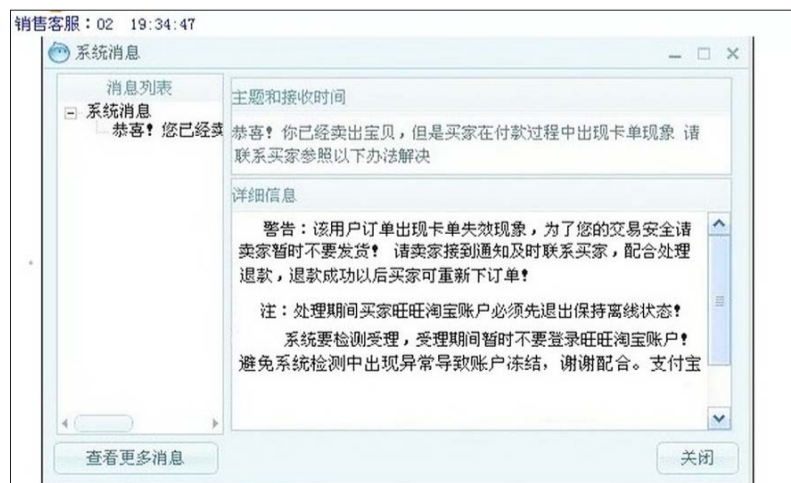 销售客服：02 19:34:47
系统消息
消息列表
系统消息
恭喜！您已经卖
主题和接收时间
恭喜！你已经卖出宝贝，但是买家在付款过程中出现卡单现象 请
联系买家参照以下办法解决
详细信息
警告：该用户订单出现卡单失效现象，为了您的交易安全请
卖家暂时不要发货！ 请卖家接到通知及时联系买家，配合处理
退款，退款成功以后买家可重新下订单！
注：处理期间买家旺旺淘宝账户必须先退出保持离线状态！
系统要检测受理，受理期间暂时不要登录旺旺淘宝账户！
避免系统检测中出现异常导致账户冻结，谢谢配合。支付宝
查看更多消息
关闭